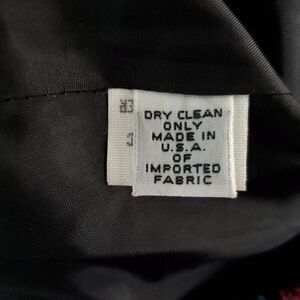 DRY CLEAN
ONLY
MADE IN
U.S.A.
OF
IMPORTED
FABRIC